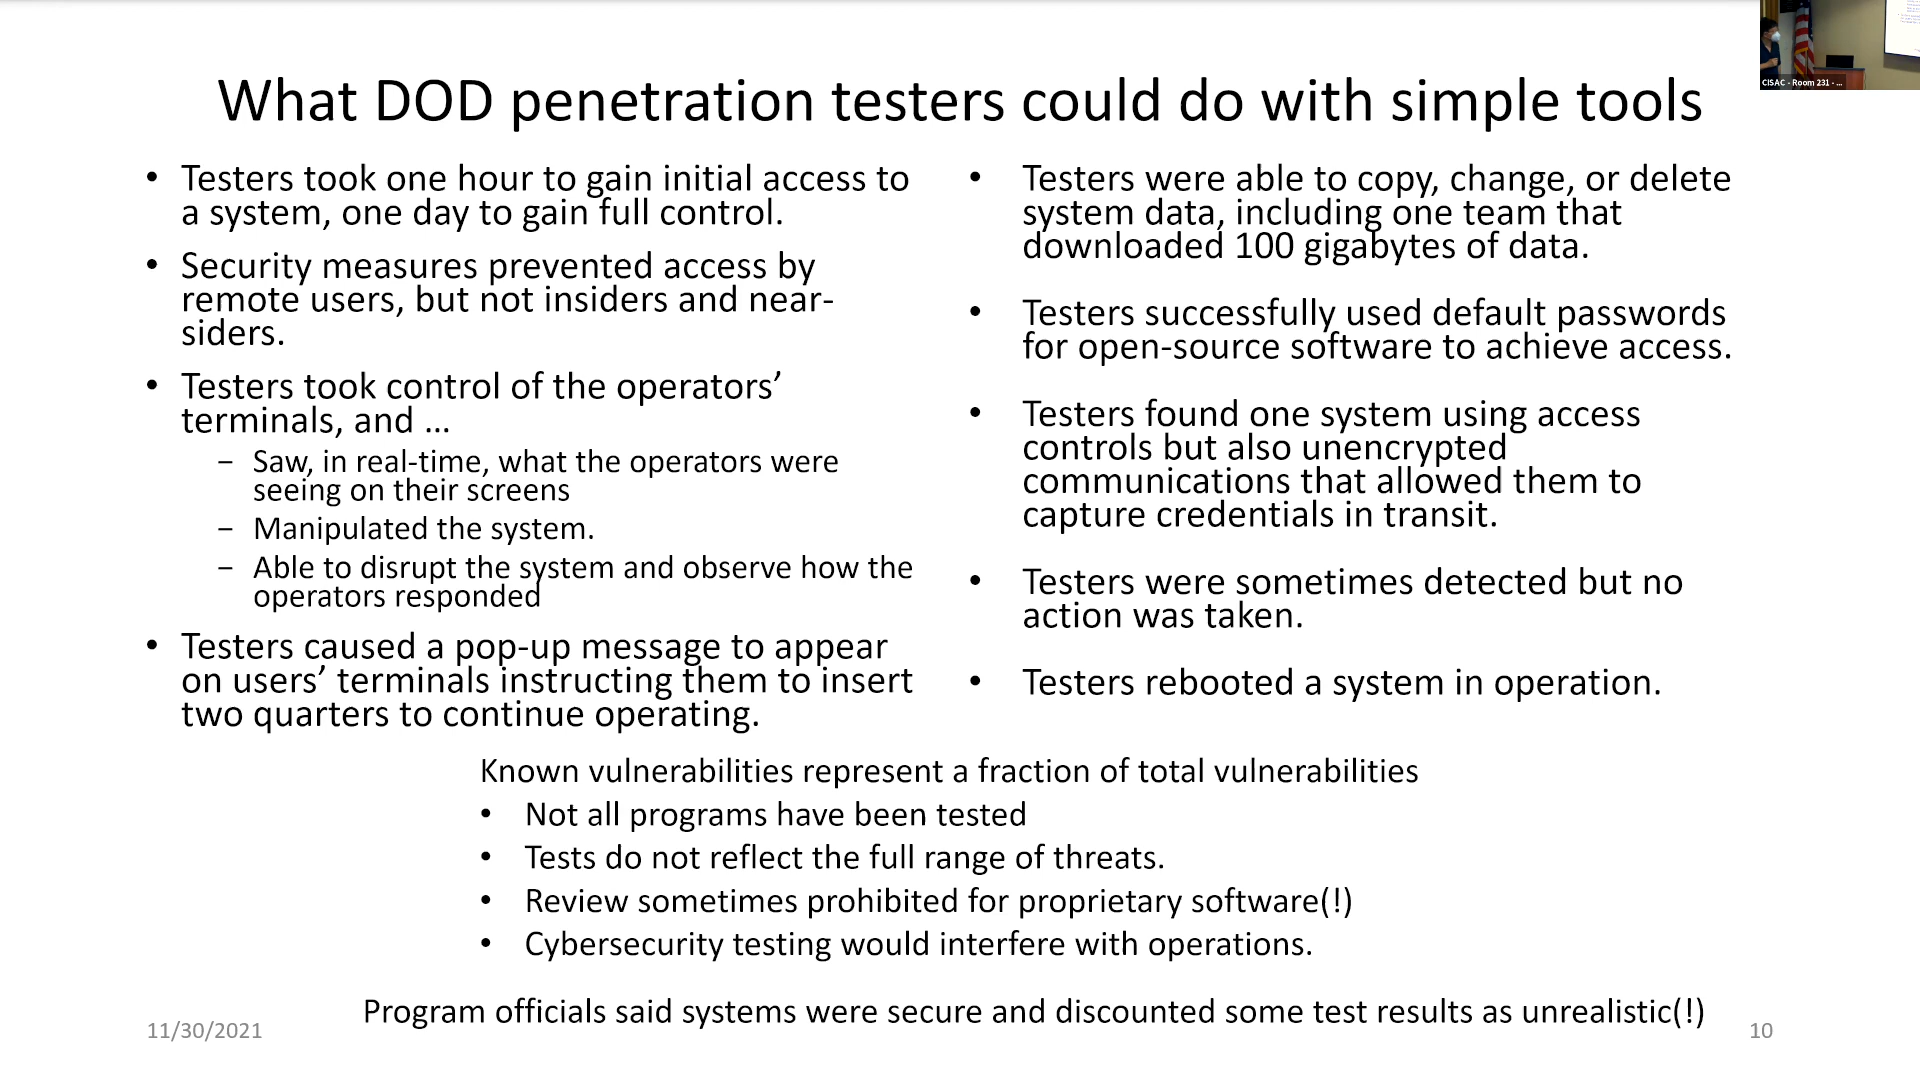 What DOD penetration testers could do with simple tools
• Testers took one hour to gain initial access to
a system, one day to gain full control.
• Security measures prevented access by
remote users, but not insiders and near-
siders.
• Testers took control of the operators’
terminals, and …
– Saw, in real-time, what the operators were
seeing on their screens
– Manipulated the system.
– Able to disrupt the system and observe how the
operators responded
• Testers caused a pop-up message to appear
on users’ terminals instructing them to insert
two quarters to continue operating.
• Testers were able to copy, change, or delete
system data, including one team that
downloaded 100 gigabytes of data.
• Testers successfully used default passwords
for open-source software to achieve access.
• Testers found one system using access
controls but also unencrypted
communications that allowed them to
capture credentials in transit.
• Testers were sometimes detected but no
action was taken.
• Testers rebooted a system in operation.
Known vulnerabilities represent a fraction of total vulnerabilities
• Not all programs have been tested
• Tests do not reflect the full range of threats.
• Review sometimes prohibited for proprietary software(!)
• Cybersecurity testing would interfere with operations.
Program officials said systems were secure and discounted some test results as unrealistic(!)
11/30/2021
10
CISAC - Room 231 - ...